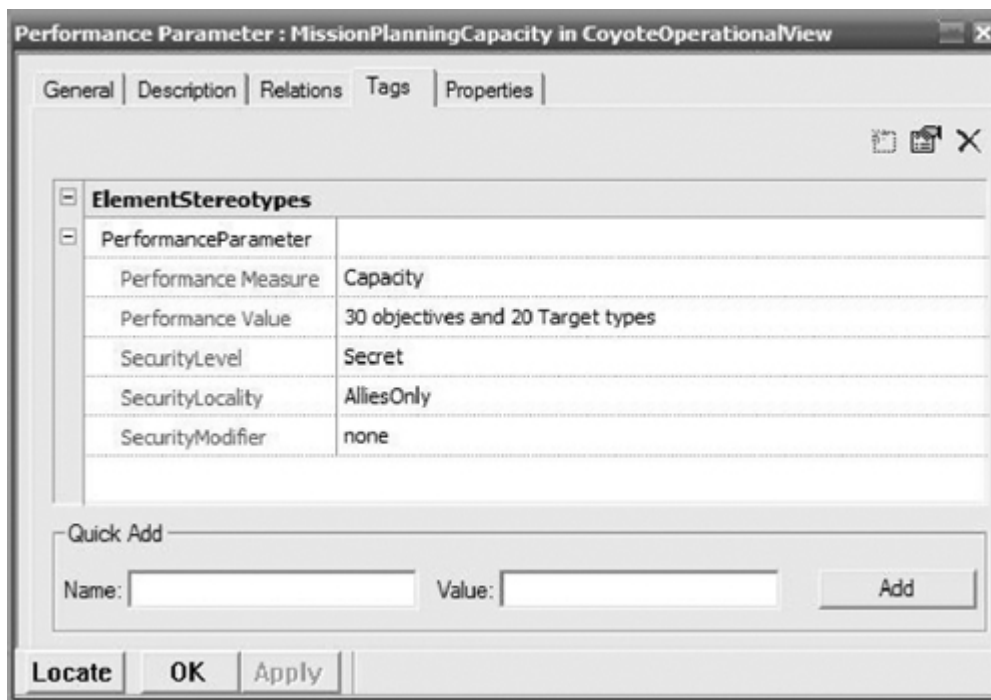 Performance Parameter : MissionPlanningCapacity in CoyoteOperationalView
General Description Relations Tags Properties
ElementStereotypes
PerformanceParameter
Performance Measure Capacity
Performance Value 30 objectives and 20 Target types
SecurityLevel Secret
SecurityLocality AlliesOnly
SecurityModifier none
Quick Add
Name: Value: Add
Locate OK Apply